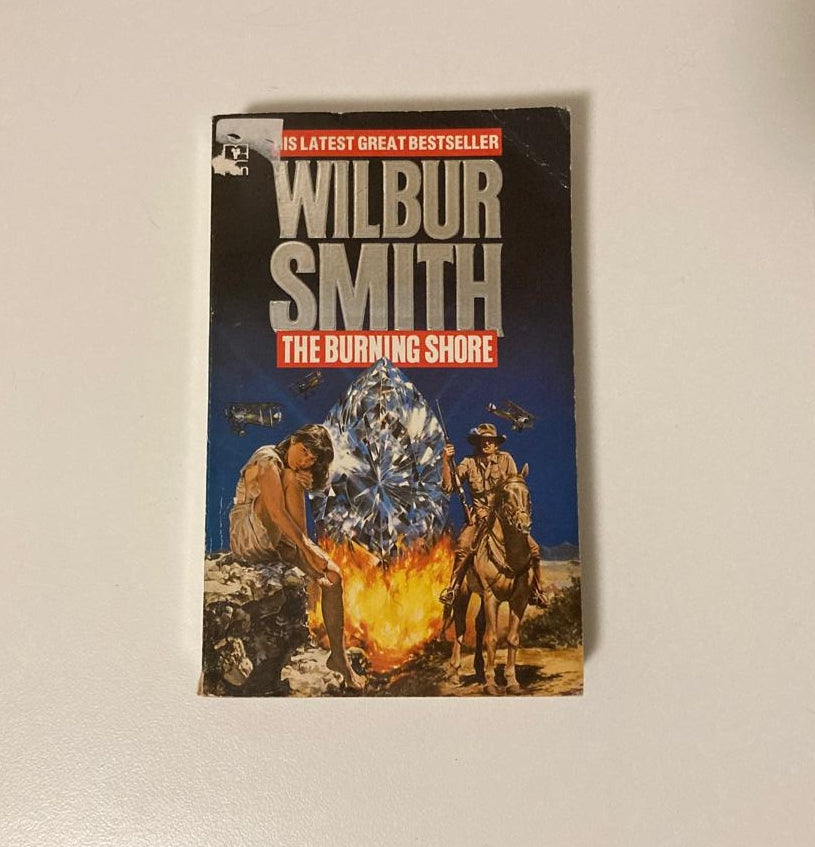 HIS LATEST GREAT BESTSELLER
WILBUR
SMITH
THE BURNING SHORE